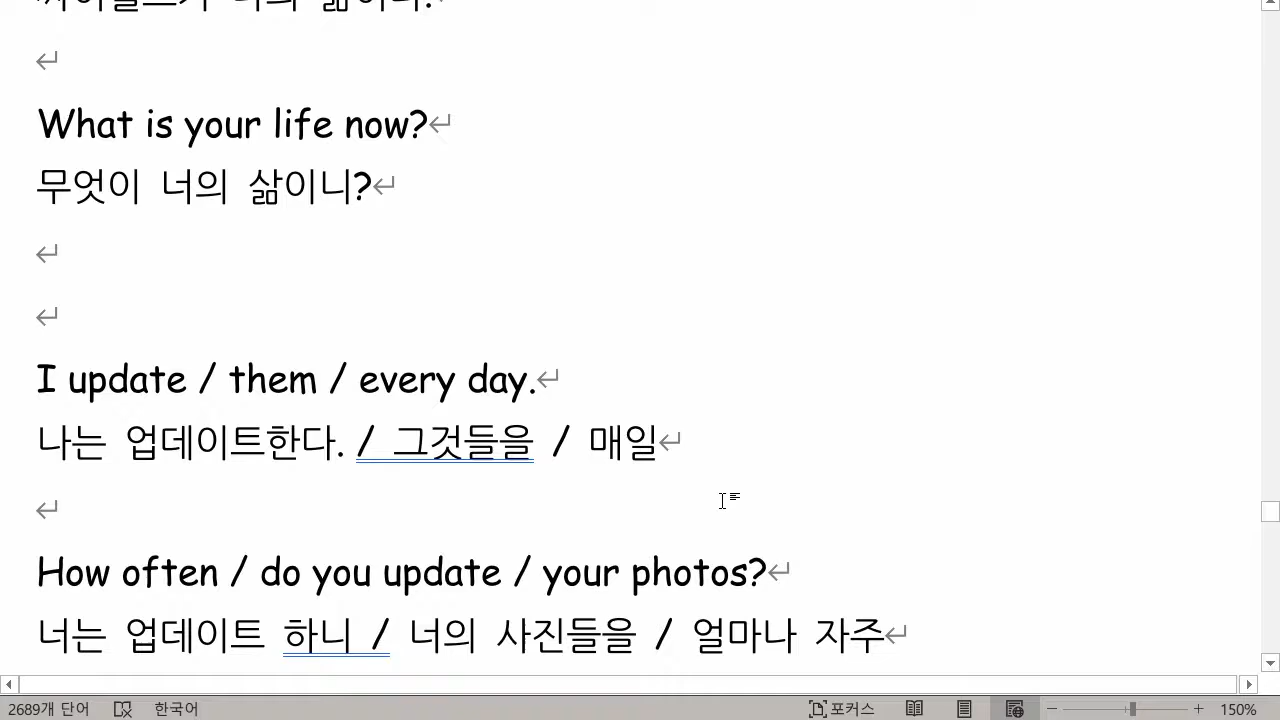 What is your life now?
무엇이 너의 삶이니?
I update / them / every day.
나는 업데이트한다. / 그것들을 / 매일
How often / do you update / your photos?
너는 업데이트 하니 / 너의 사진들을 / 얼마나 자주
2689개 단어 한국어 포커스 150%